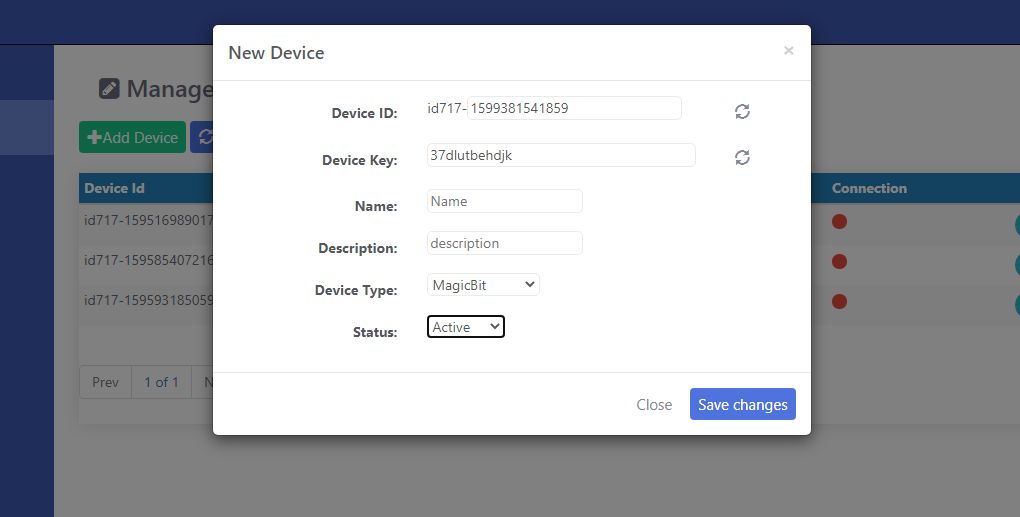 New Device ×
Manage
Device ID: id717- 1599381541859
Add Device
Device Key: 37dlutbehdjk
Device Id Connection
Name: Name
id717-159516989017
Description: description
id717-159585407216
Device Type: MagicBit
id717-159593185059
Status: Active
Prev 1 of 1 N
Close Save changes